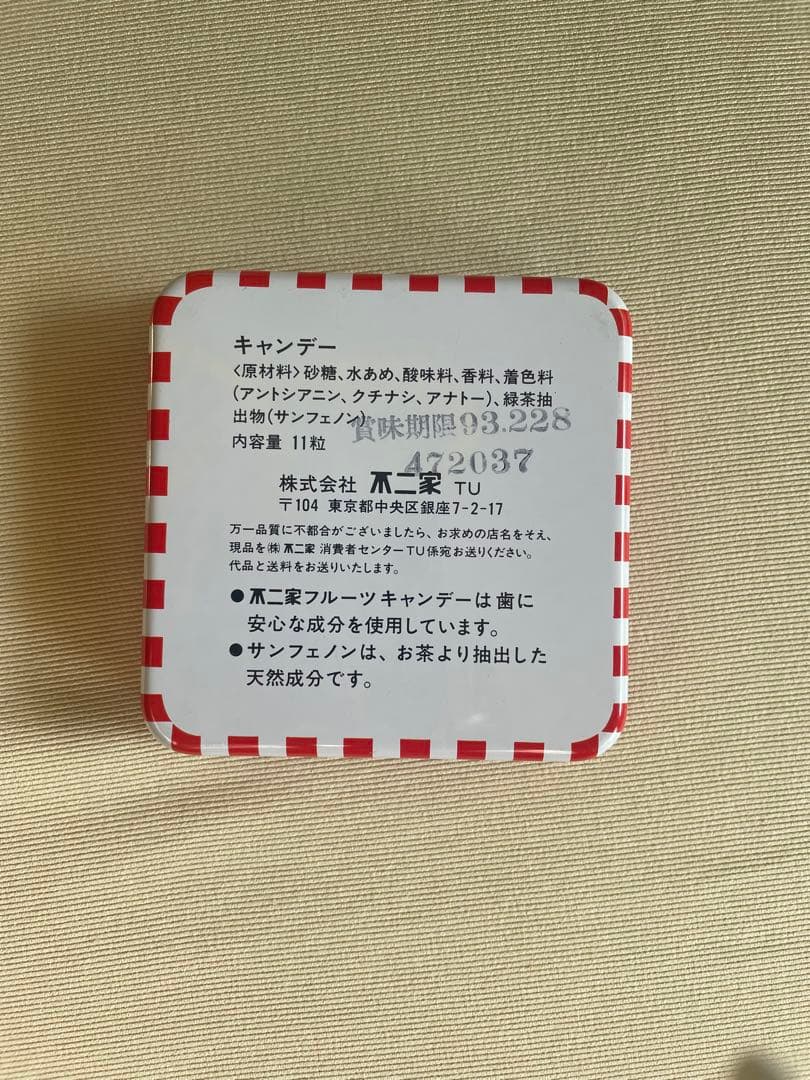 キャンデー
〈原材料〉砂糖、水あめ、酸味料、香料、着色料
(アントシアニン、クチナシ、アナトー)、緑茶抽
出物(サンフェノン)
賞味期限93.228
内容量 11粒
472037
株式会社 不二家 TU
〒104 東京都中央区銀座7-2-17
万一品質に不都合がございましたら、お求めの店名をそえ、
現品を㈱不二家 消費者センターTU係宛お送りください。
代品と送料をお送りいたします。
●不二家フルーツキャンデーは歯に
安心な成分を使用しています。
●サンフェノンは、お茶より抽出した
天然成分です。